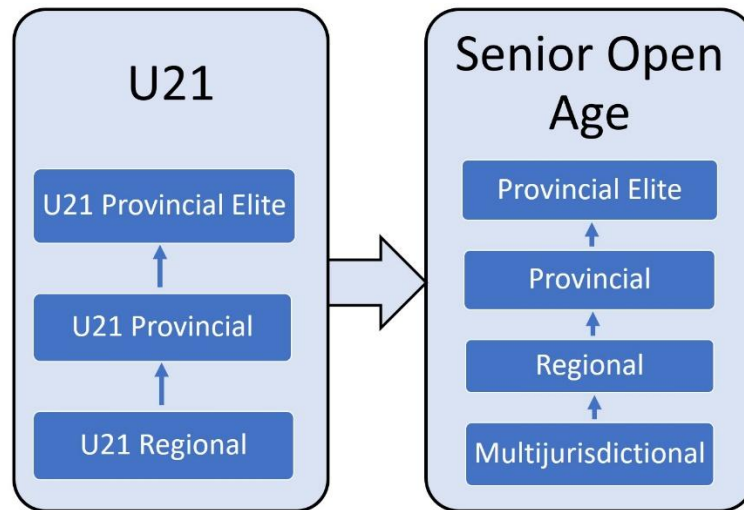 U21
U21 Provincial Elite
U21 Provincial
U21 Regional
Senior Open
Age
Provincial Elite
Provincial
Regional
Multijurisdictional